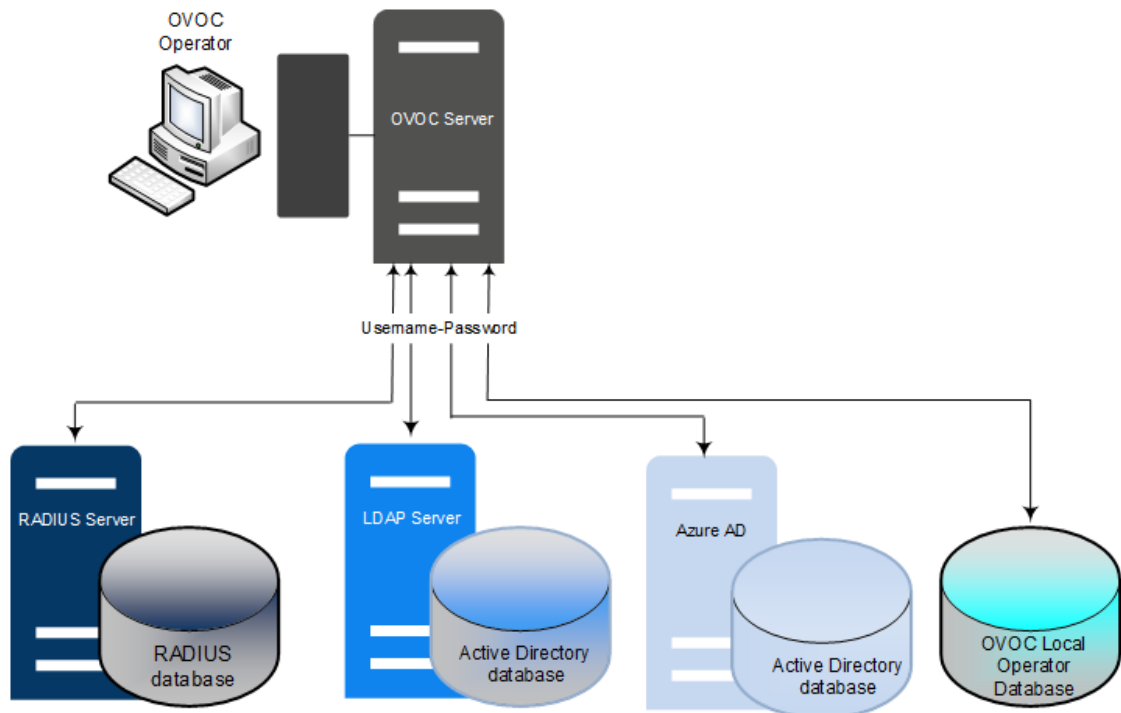 OVOC
Operator
OVOC Server
Username-Password
RADIUS Server
LDAP Server
Azure AD
RADIUS
database
Active Directory
database
Active Directory
database
OVOC Local
Operator
Database